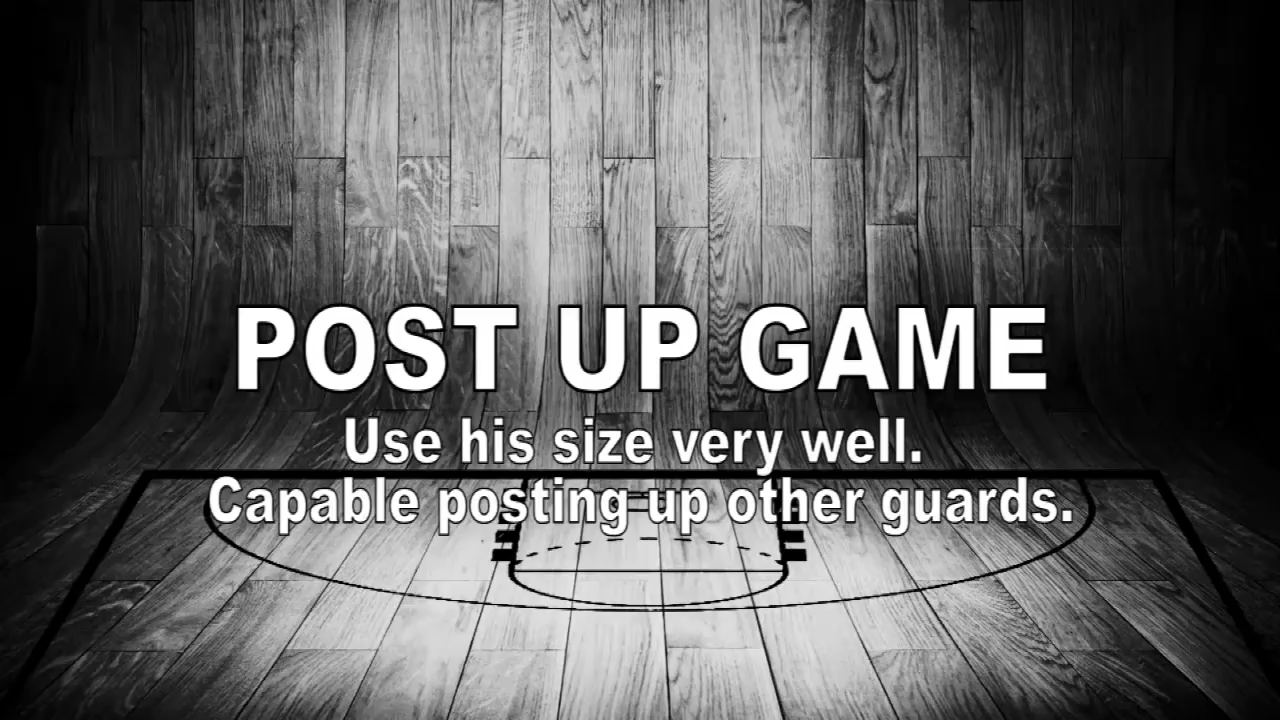 POST UP GAME
Use his size very well.
Capable posting up other guards.